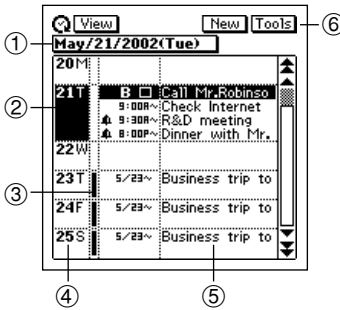 View New Tools ⑥
① May/21/2002(Tue)
20M
② 21T B Call Mr.Robinso
9:00A~ Check Internet
9:30A~ R&D meeting
8:00P~ Dinner with Mr.
22W
③ 23T 5/23~ Business trip to
24F 5/23~ Business trip to
25S 5/23~ Business trip to
④ ⑤